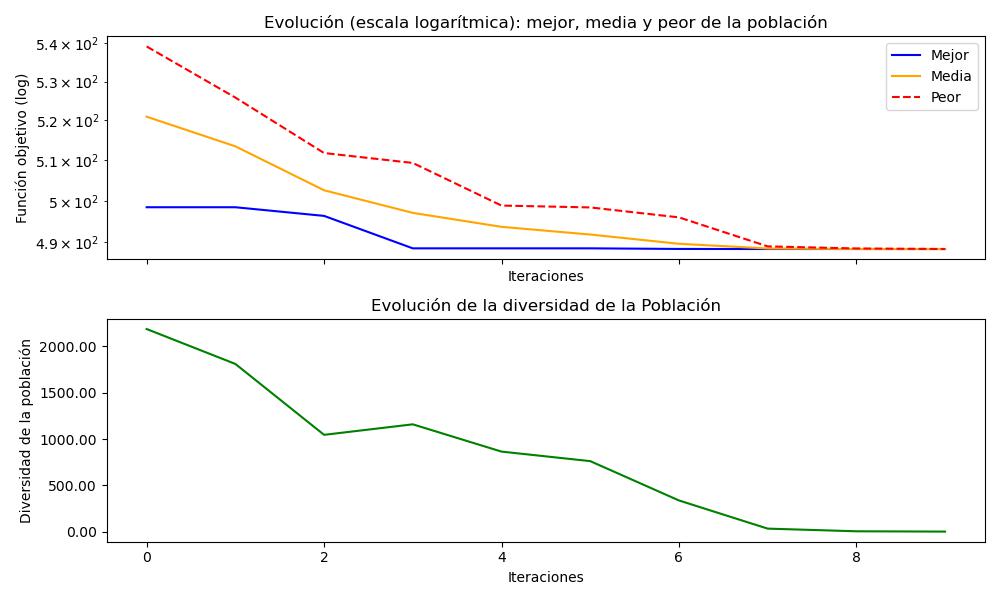 Evolución (escala logarítmica): mejor, media y peor de la población
Función objetivo (log)
5.4 × 10²
5.3 × 10²
5.2 × 10²
5.1 × 10²
5 × 10²
4.9 × 10²
Mejor
Media
Peor
Iteraciones
Evolución de la diversidad de la Población
Diversidad de la población
2000.00
1500.00
1000.00
500.00
0.00
0 2 4 6 8
Iteraciones